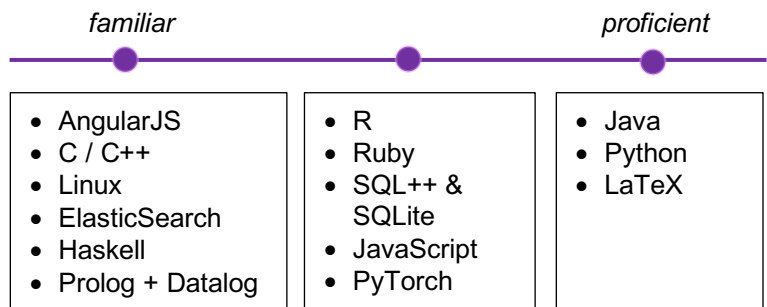 familiar
proficient
• AngularJS
• C / C++
• Linux
• ElasticSearch
• Haskell
• Prolog + Datalog
• R
• Ruby
• SQL++ &
SQLite
• JavaScript
• PyTorch
• Java
• Python
• LaTeX